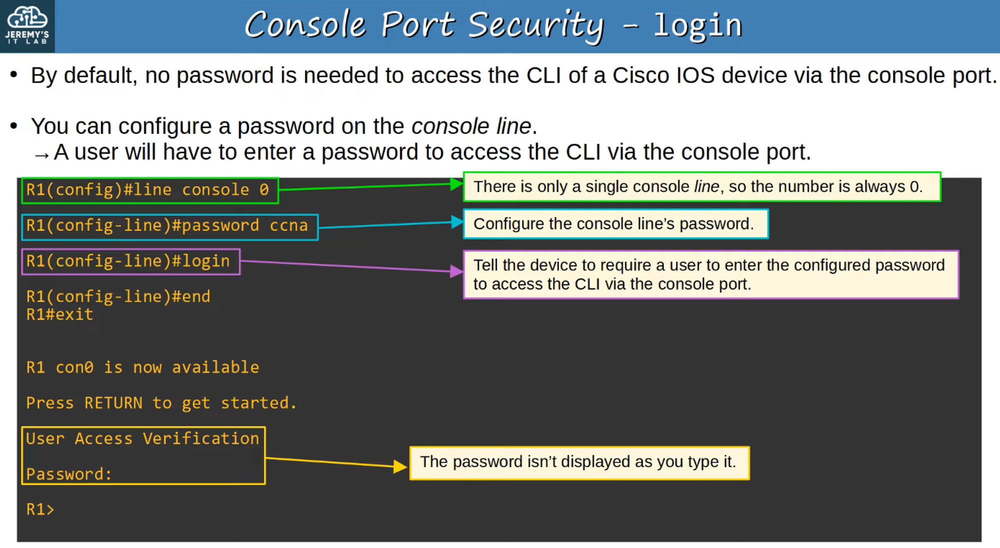 JEREMY'S
IT LAB
Console Port Security – login
• By default, no password is needed to access the CLI of a Cisco IOS device via the console port.
• You can configure a password on the console line.
→ A user will have to enter a password to access the CLI via the console port.
R1(config)#line console 0
There is only a single console line, so the number is always 0.
R1(config-line)#password ccna
Configure the console line’s password.
R1(config-line)#login
Tell the device to require a user to enter the configured password
to access the CLI via the console port.
R1(config-line)#end
R1#exit
R1 con0 is now available
Press RETURN to get started.
User Access Verification
Password:
The password isn’t displayed as you type it.
R1>